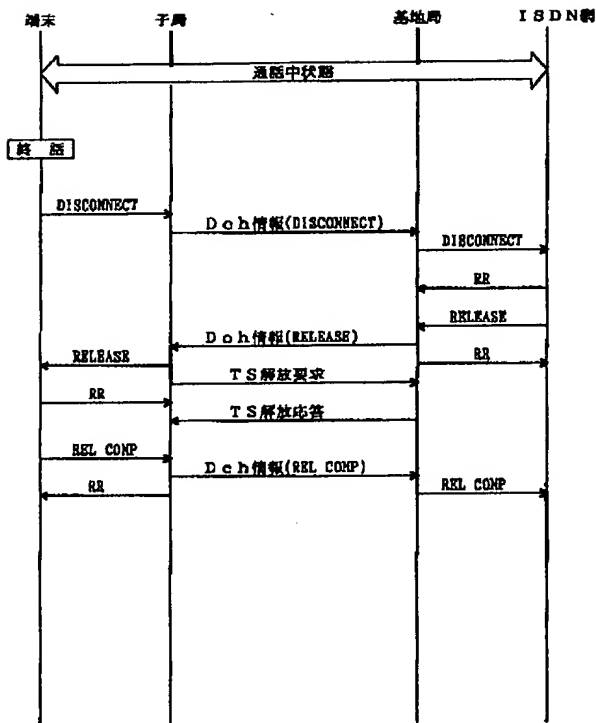 端末 子局 基地局 ISDN網
通話中状態
終話
DISCONNECT
Dch情報(DISCONNECT)
DISCONNECT
RR
RELEASE
Dch情報(RELEASE)
RELEASE
RR
TS解放要求
RR
TS解放応答
REL COMP
Dch情報(REL COMP)
RR
REL COMP